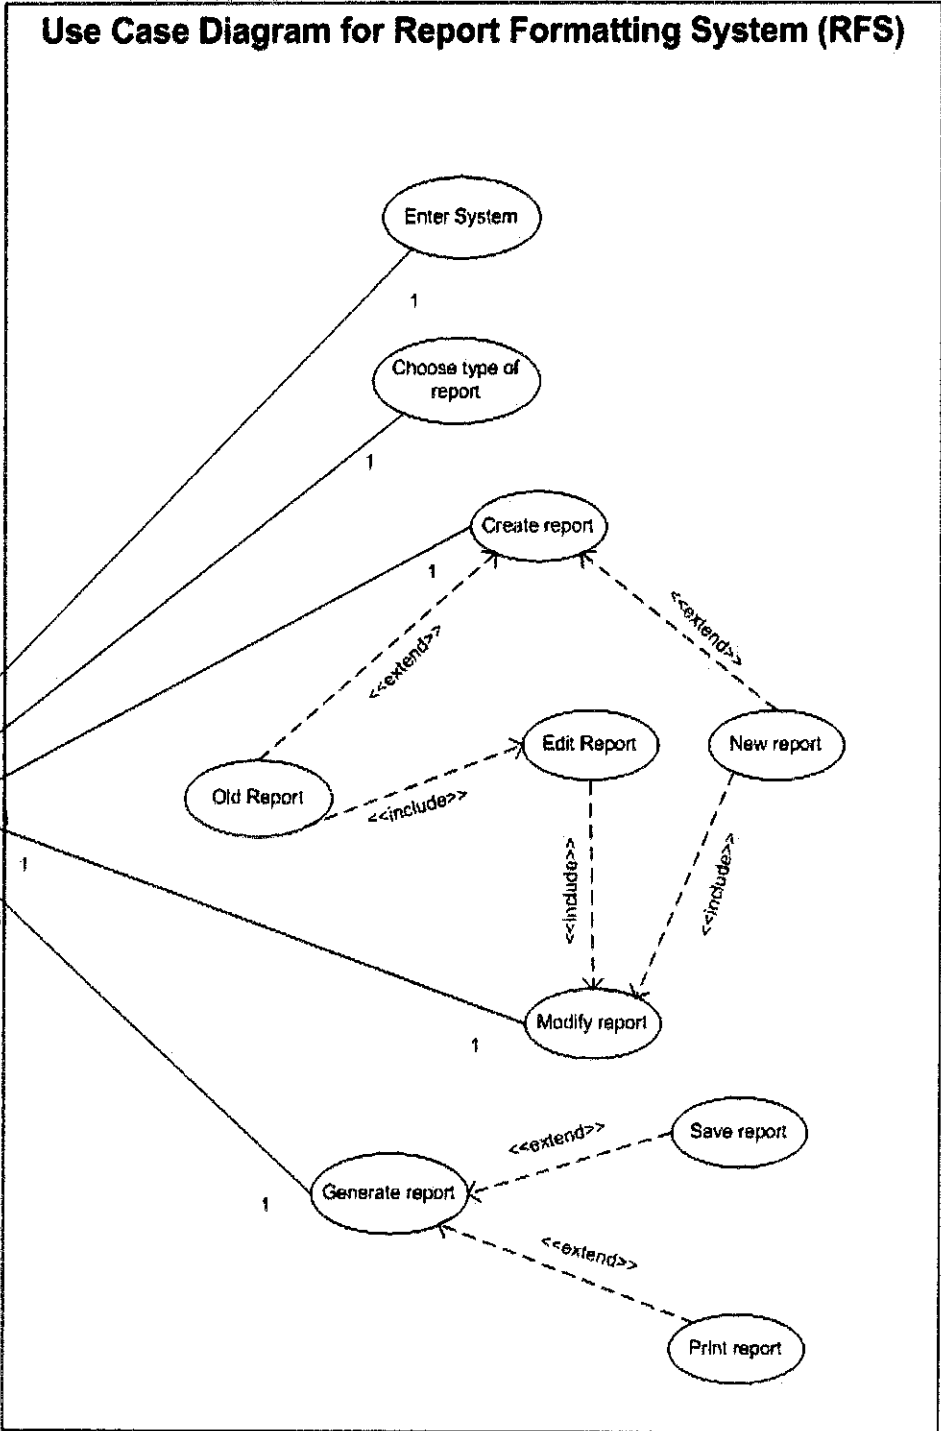 Use Case Diagram for Report Formatting System (RFS)
Enter System
1
Choose type of
report
1
Create report
1
<<extend>>
<<extend>>
Edit Report
New report
Old Report
<<include>>
<<include>>
<<include>>
1
Modify report
1
Save report
<<extend>>
Generate report
1
<<extend>>
Print report